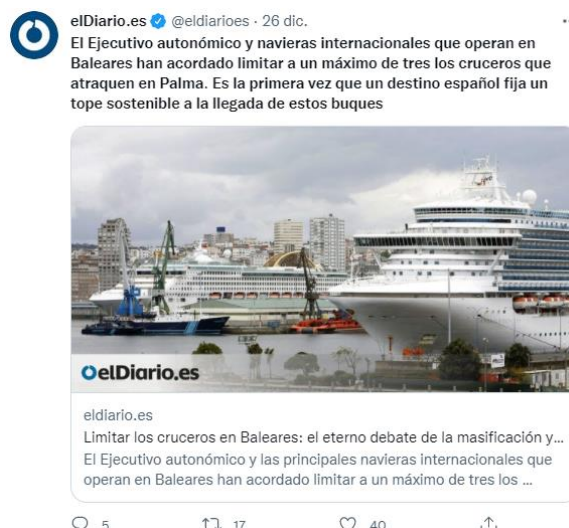 elDiario.es @eldiarioes · 26 dic.
El Ejecutivo autonómico y navieras internacionales que operan en
Baleares han acordado limitar a un máximo de tres los cruceros que
atraquen en Palma. Es la primera vez que un destino español fija un
tope sostenible a la llegada de estos buques
elDiario.es
eldiario.es
Limitar los cruceros en Baleares: el eterno debate de la masificación y...
El Ejecutivo autonómico y las principales navieras internacionales que
operan en Baleares han acordado limitar a un máximo de tres los ...
5 17 40